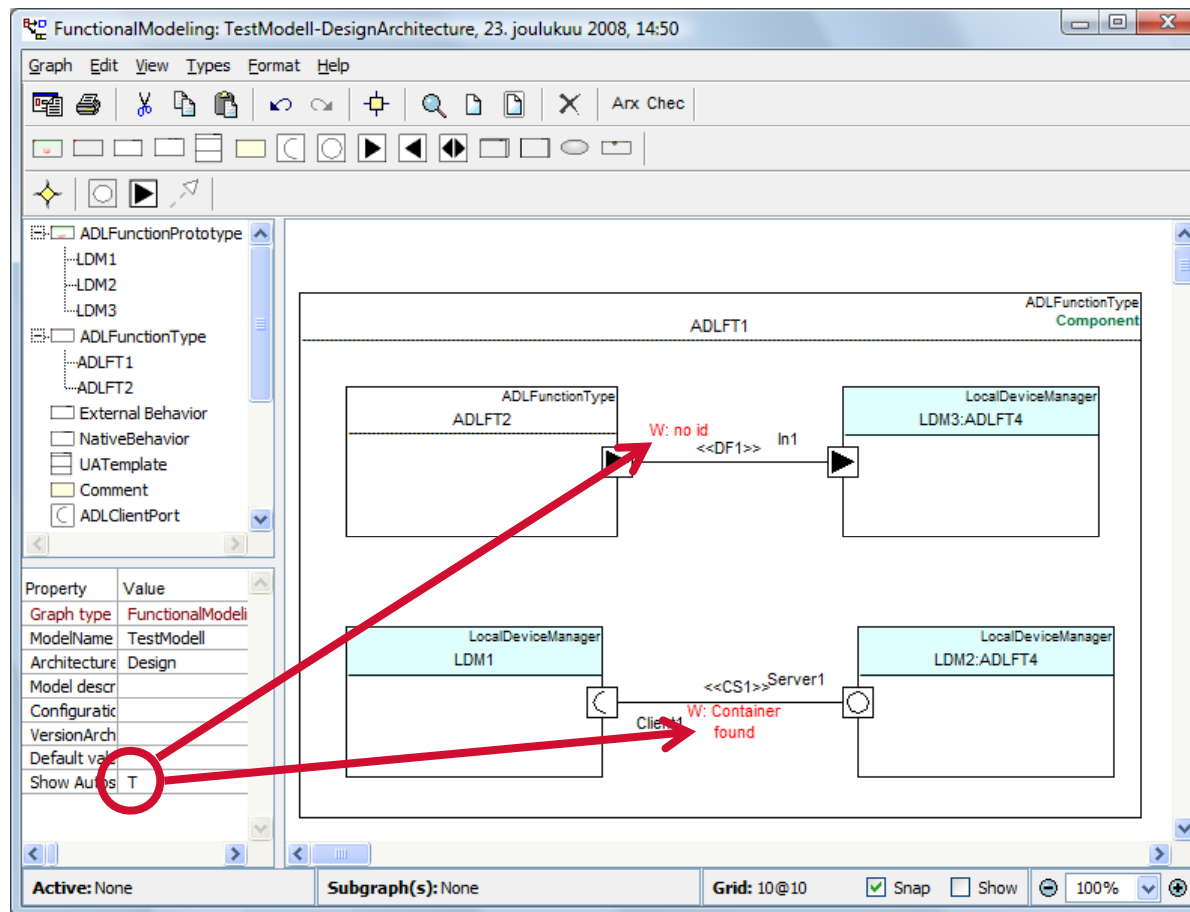 FunctionalModeling: TestModell-DesignArchitecture, 23. joulukuu 2008, 14:50
Graph Edit View Types Format Help
Arx Chec
ADLFunctionPrototype
LDM1
LDM2
LDM3
ADLFunctionType
ADLFT1
ADLFT2
External Behavior
NativeBehavior
UATemplate
Comment
ADLClientPort
Property Value
Graph type FunctionalModeli
ModelName TestModell
Architecture Design
Model descr
Configuratic
VersionArch
Default val
Show Autos T
ADLFunctionType
Component
ADLFT1
ADLFunctionType
ADLFT2
W: no id
<<DF1>>
In1
LocalDeviceManager
LDM3:ADLFT4
LocalDeviceManager
LDM1
<<CS1>>
Server1
Client1
W: Container
found
LocalDeviceManager
LDM2:ADLFT4
Active: None Subgraph(s): None Grid: 10@10 Snap Show 100%